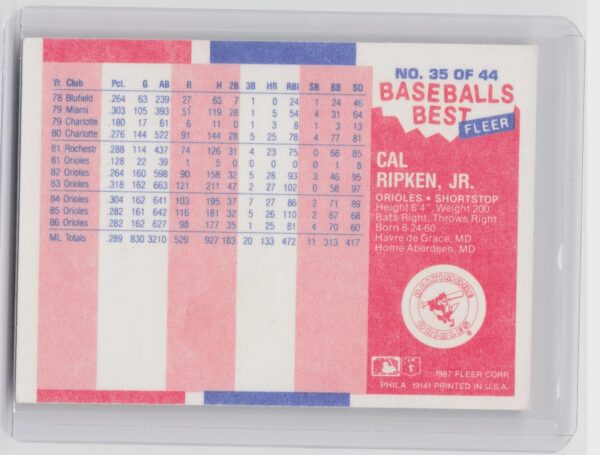 Yr. Club Pct. G AB R H 2B 3B HR RBI SB BB SO
78 Bluefield .264 63 239 27 63 7 1 0 24 1 24 46
79 Miami .303 105 393 51 119 28 1 5 54 4 31 64
79 Charlotte .180 17 61 6 11 0 1 3 8 1 3 13
80 Charlotte .276 144 522 91 144 28 5 25 78 4 77 81
81 Rochestr .288 114 437 74 126 31 4 23 75 0 66 85
81 Orioles .128 22 39 1 5 0 0 0 0 0 1 8
82 Orioles .264 160 598 90 158 32 5 28 93 3 46 95
83 Orioles .318 162 663 121 211 47 2 27 102 0 58 97
84 Orioles .304 162 641 103 195 37 7 27 86 2 71 89
85 Orioles .282 161 642 116 181 32 5 26 110 2 67 68
86 Orioles .282 162 627 98 177 35 1 25 81 4 70 60
ML Totals .289 830 3210 529 927 183 20 133 472 11 313 417
NO. 35 OF 44
BASEBALLS
BEST
FLEER
CAL
RIPKEN, JR.
ORIOLES • SHORTSTOP
Height 6'4", Weight 200
Bats Right, Throws Right
Born 8-24-60
Havre de Grace, MD
Home Aberdeen, MD
BALTIMORE
ORIOLES
© 1987 FLEER CORP.
PHILA. 19141 PRINTED IN U.S.A.